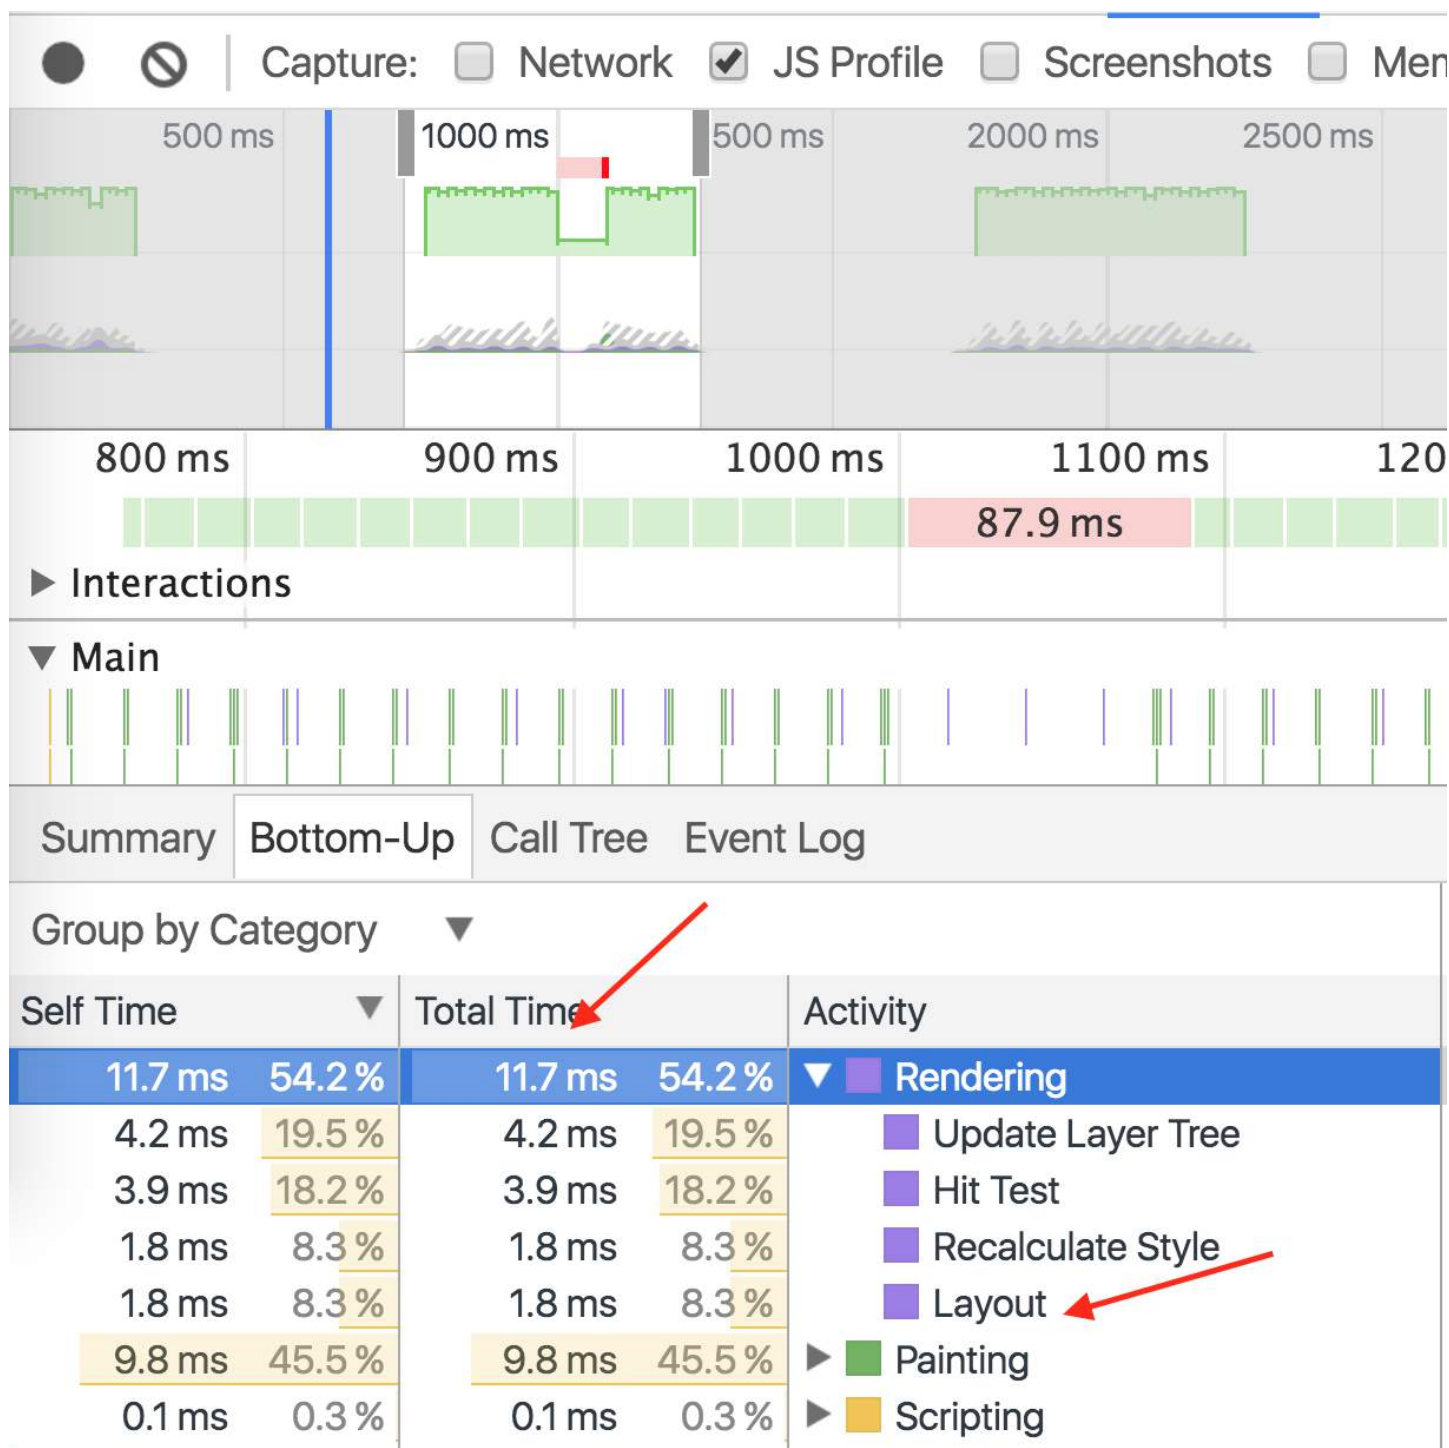 Capture: Network JS Profile Screenshots Mem
500 ms 1000 ms 500 ms 2000 ms 2500 ms
800 ms 900 ms 1000 ms 1100 ms 120
87.9 ms
Interactions
Main
Summary Bottom-Up Call Tree Event Log
Group by Category
Self Time Total Time Activity
11.7 ms 54.2 % 11.7 ms 54.2 % Rendering
4.2 ms 19.5 % 4.2 ms 19.5 % Update Layer Tree
3.9 ms 18.2 % 3.9 ms 18.2 % Hit Test
1.8 ms 8.3 % 1.8 ms 8.3 % Recalculate Style
1.8 ms 8.3 % 1.8 ms 8.3 % Layout
9.8 ms 45.5 % 9.8 ms 45.5 % Painting
0.1 ms 0.3 % 0.1 ms 0.3 % Scripting